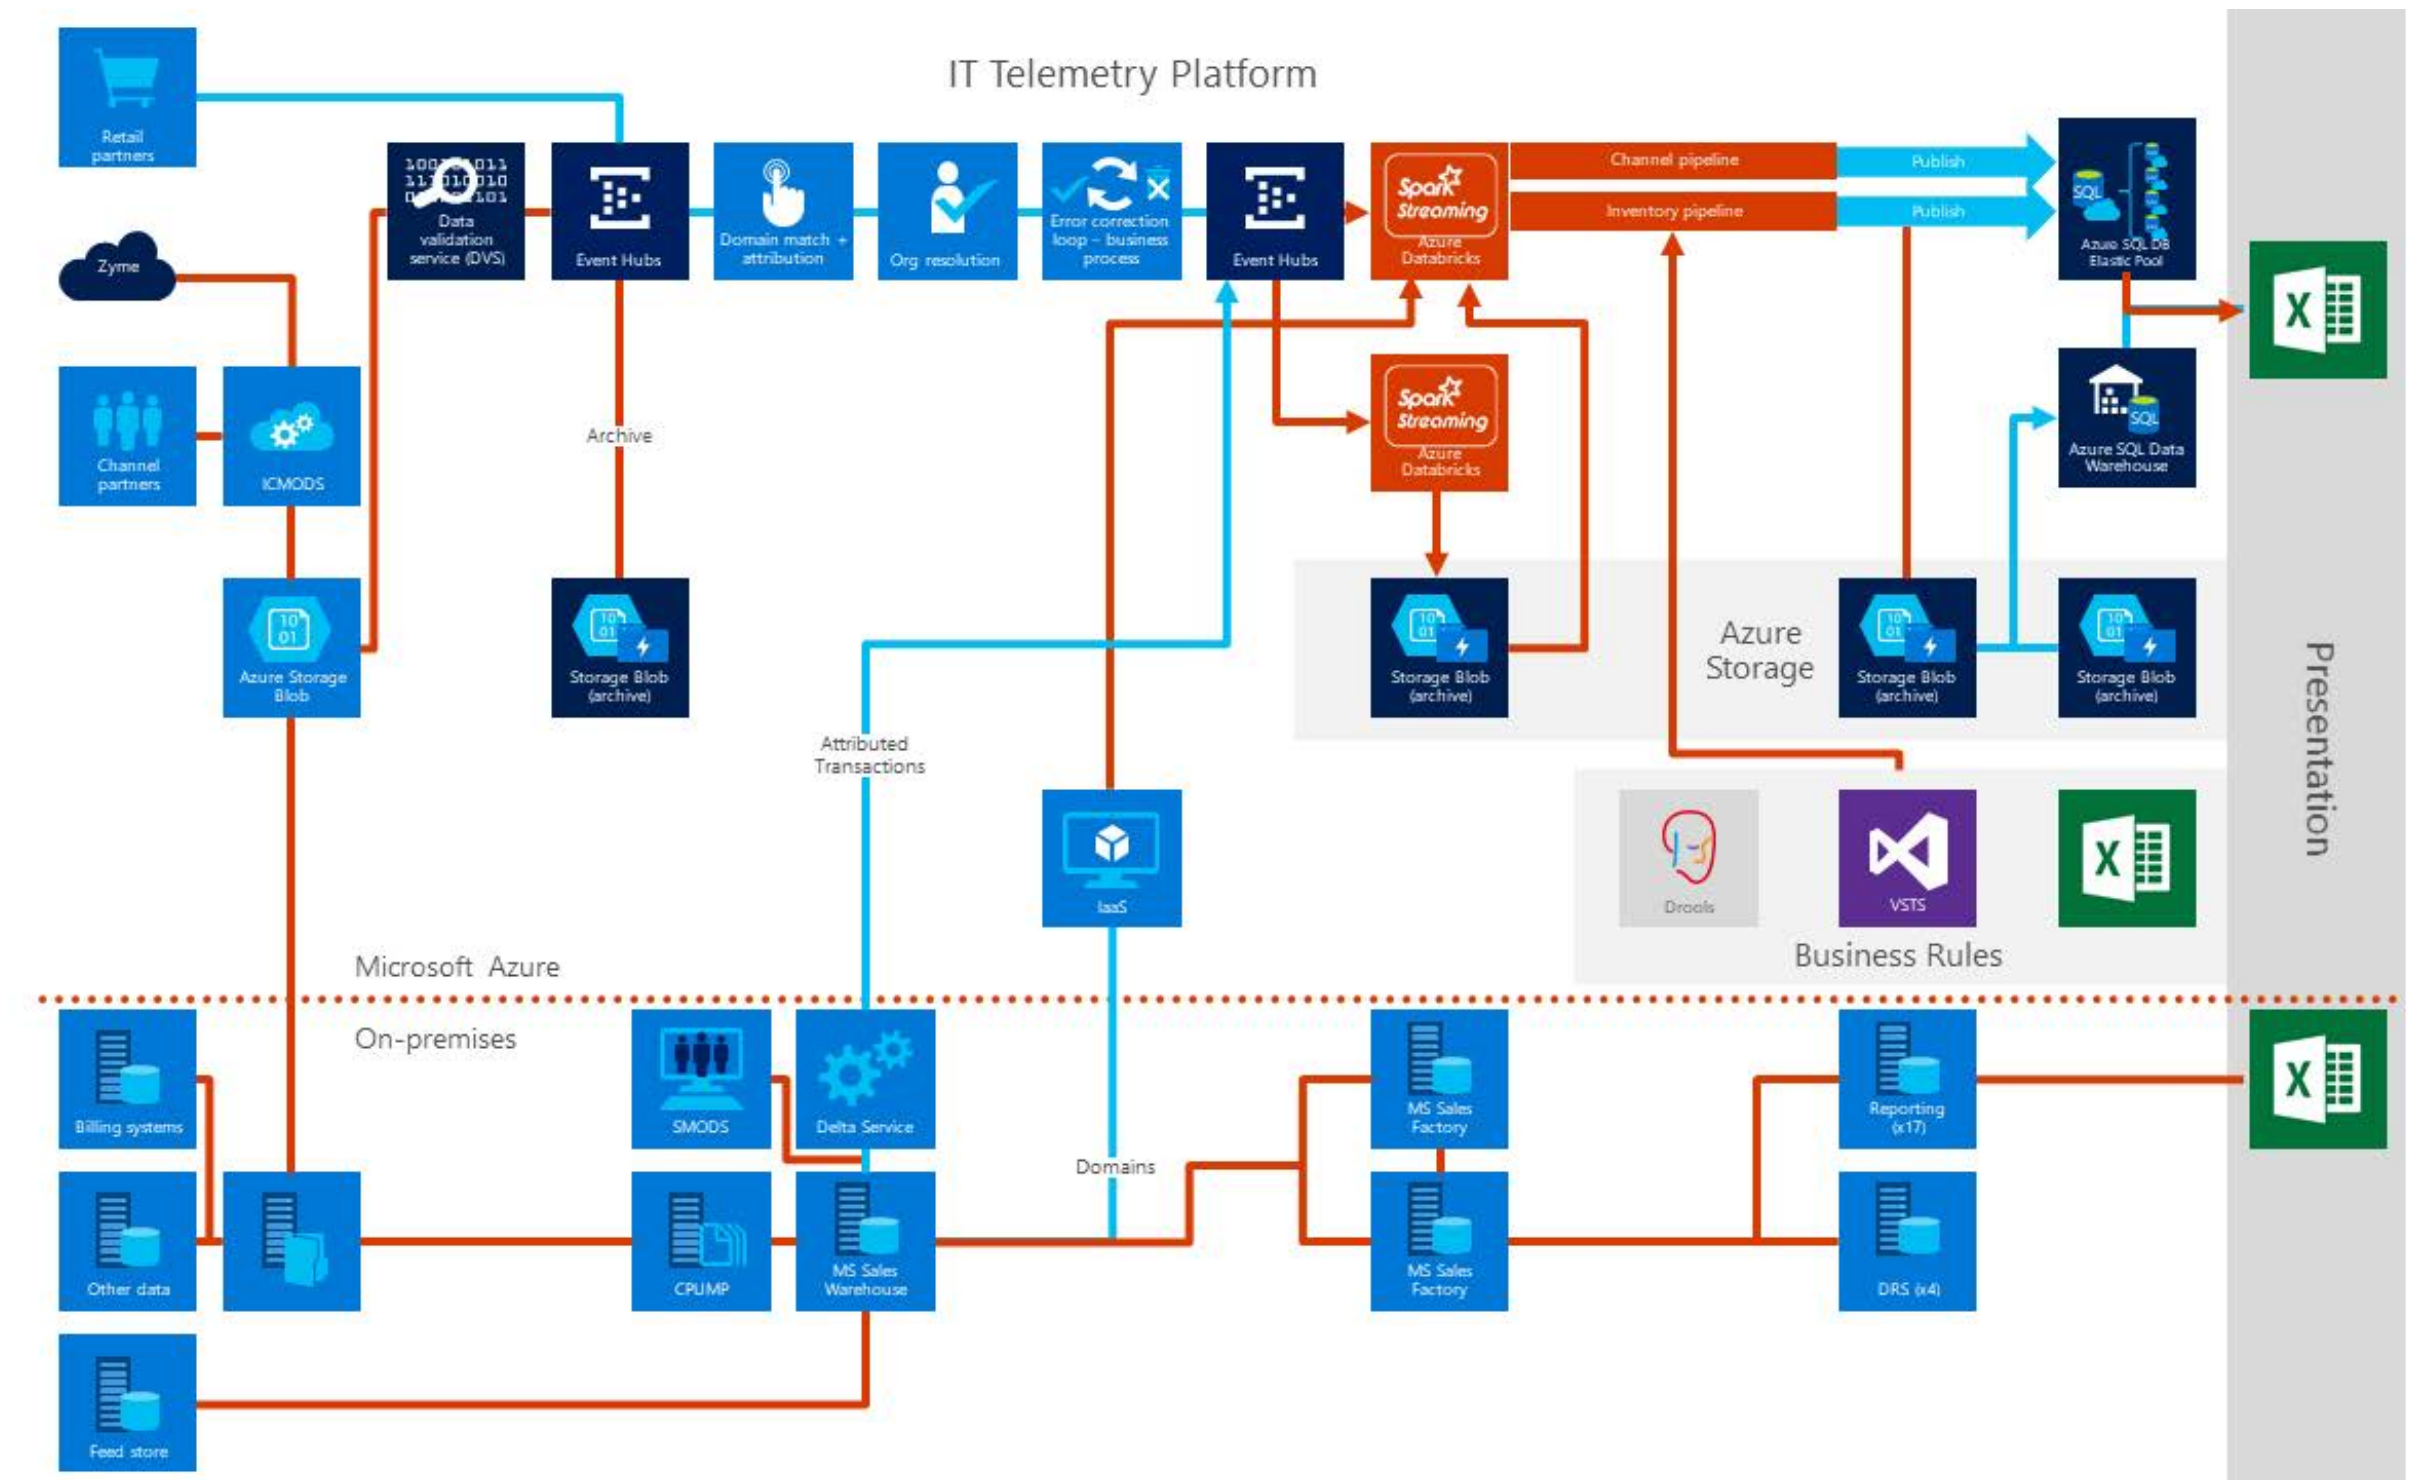 IT Telemetry Platform
Retail
partners
Zyme
Channel
partners
ICMODS
Azure Storage
Blob
Data
validation
service (DVS)
Event Hubs
Archive
Storage Blob
(archive)
Domain match +
attribution
Org resolution
Error correction
loop – business
process
Event Hubs
Spark
Streaming
Azure
Databricks
Channel pipeline
Publish
Inventory pipeline
Publish
SQL
Azure SQL DB
Elastic Pool
X
Spark
Streaming
Azure
Databricks
SQL
Azure SQL Data
Warehouse
Storage Blob
(archive)
Azure
Storage
Storage Blob
(archive)
Storage Blob
(archive)
Presentation
Attributed
Transactions
IaaS
Drools
VSTS
X
Business Rules
Microsoft Azure
On-premises
Billing systems
Other data
Feed store
SMODS
Delta Service
CPUMP
MS Sales
Warehouse
Domains
MS Sales
Factory
MS Sales
Factory
Reporting
(x17)
DRS (x4)
X